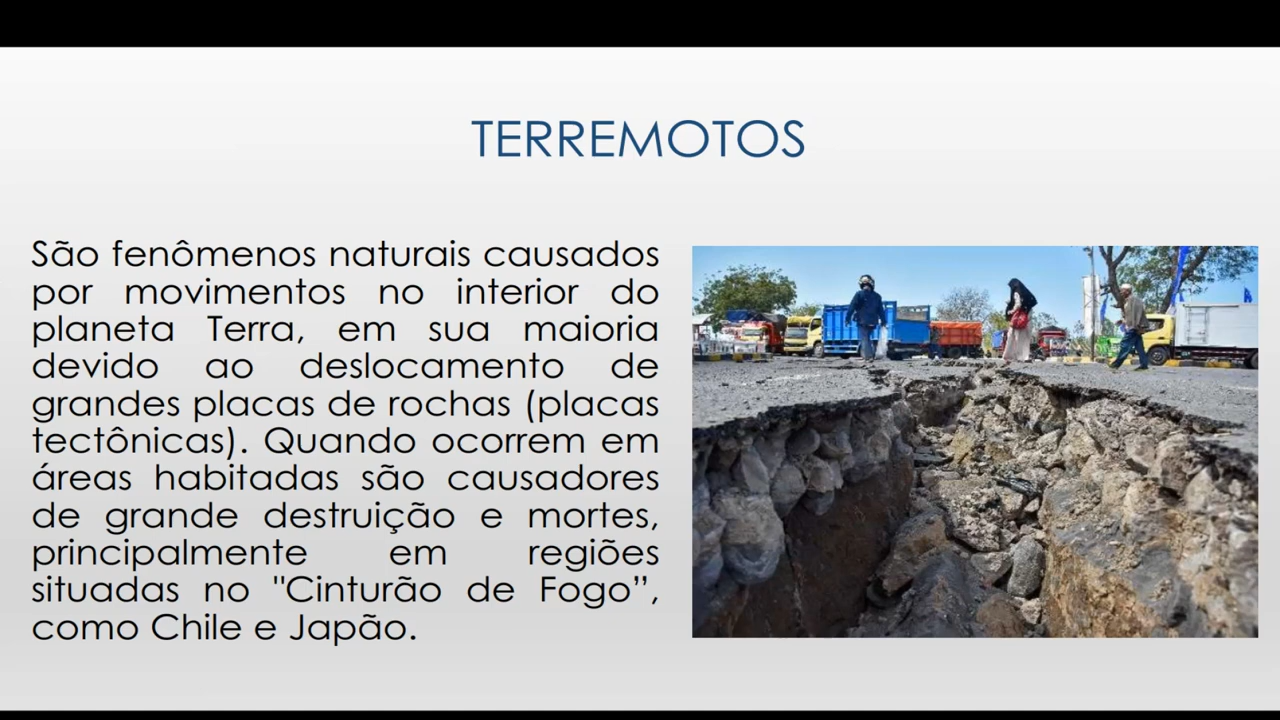 TERREMOTOS
São fenômenos naturais causados
por movimentos no interior do
planeta Terra, em sua maioria
devido ao deslocamento de
grandes placas de rochas (placas
tectônicas). Quando ocorrem em
áreas habitadas são causadores
de grande destruição e mortes,
principalmente em regiões
situadas no "Cinturão de Fogo”,
como Chile e Japão.